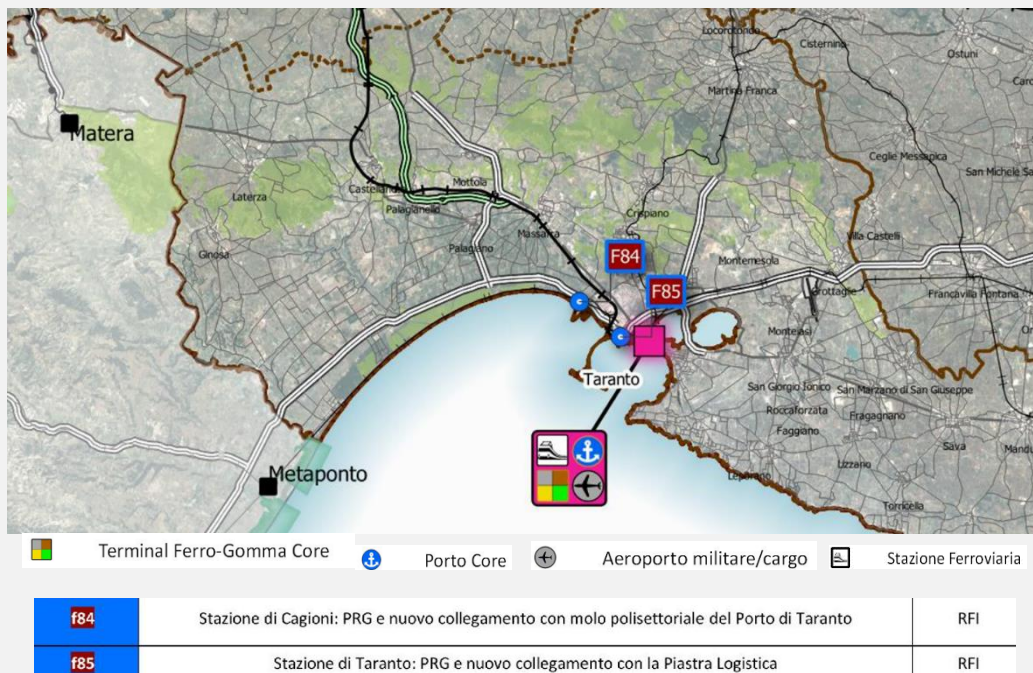 Locorotondo
Cisternino
Ostuni
Martina Franca
Matera
Ceglie Messapica
San Michele Sa
Laterza
Castellan
Mottola
Palagianello
Crispiano
Villa Castelli
Ginosa
Palagiano
Massafra
F84
Montemesola
F85
Grottaglie
Francavilla Fontana
c
c
Monteiasi
Taranto
San Giorgio Ionico
San Marzano di San Giuseppe
Roccaforzata
Fragagnano
Faggiano
Sava
Mandu
Metaponto
Leporano
Lizzano
Torricella
Terminal Ferro-Gomma Core
Porto Core
Aeroporto militare/cargo
Stazione Ferroviaria
f84 Stazione di Cagioni: PRG e nuovo collegamento con molo polisettoriale del Porto di Taranto RFI
f85 Stazione di Taranto: PRG e nuovo collegamento con la Piastra Logistica RFI